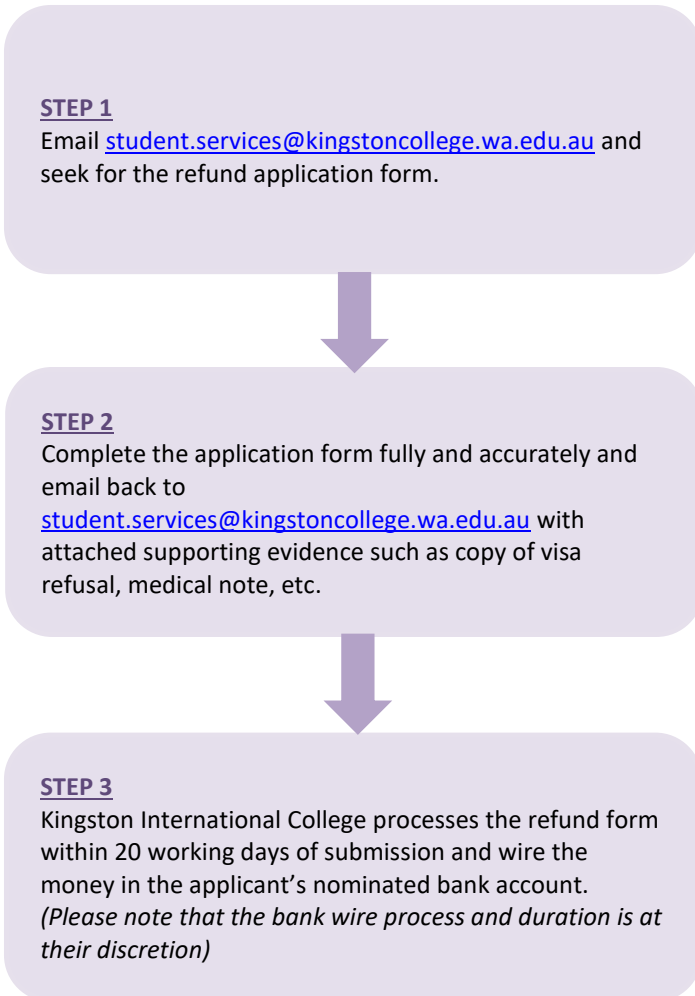 STEP 1
Email student.services@kingstoncollege.wa.edu.au and
seek for the refund application form.
STEP 2
Complete the application form fully and accurately and
email back to
student.services@kingstoncollege.wa.edu.au with
attached supporting evidence such as copy of visa
refusal, medical note, etc.
STEP 3
Kingston International College processes the refund form
within 20 working days of submission and wire the
money in the applicant’s nominated bank account.
(Please note that the bank wire process and duration is at
their discretion)